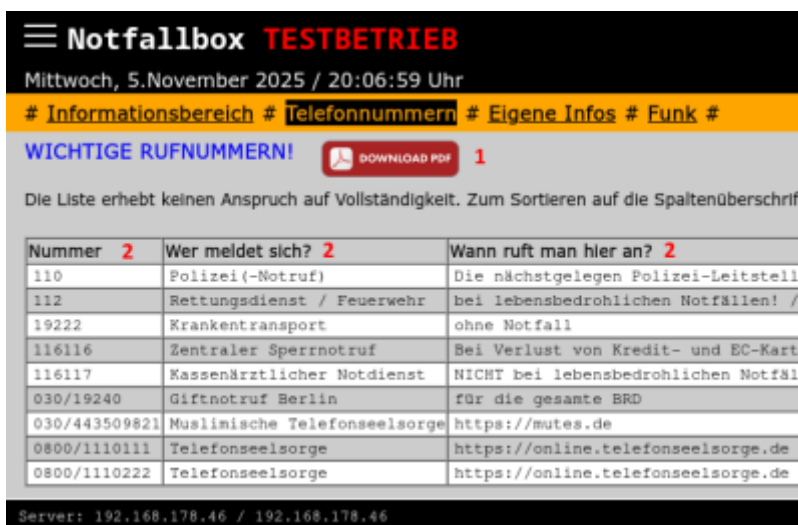 Notfallbox TESTBETRIEB
Mittwoch, 5.November 2025 / 20:06:59 Uhr
# Informationsbereich # Telefonnummern # Eigene Infos # Funk #
WICHTIGE RUFNUMMERN! DOWNLOAD PDF 1
Die Liste erhebt keinen Anspruch auf Vollständigkeit. Zum Sortieren auf die Spaltenüberschrif
Nummer 2 Wer meldet sich? 2 Wann ruft man hier an? 2
110 Polizei(-Notruf) Die nächstgelegen Polizei-Leitstell
112 Rettungsdienst / Feuerwehr bei lebensbedrohlichen Notfällen! /
19222 Krankentransport ohne Notfall
116116 Zentraler Sperrnotruf Bei Verlust von Kredit- und EC-Kart
116117 Kassenärztlicher Notdienst NICHT bei lebensbedrohlichen Notfäl
030/19240 Giftnotruf Berlin für die gesamte BRD
030/443509821 Muslimische Telefonseelsorge https://mutes.de
0800/1110111 Telefonseelsorge https://online.telefonseelsorge.de
0800/1110222 Telefonseelsorge https://online.telefonseelsorge.de
Server: 192.168.178.46 / 192.168.178.46